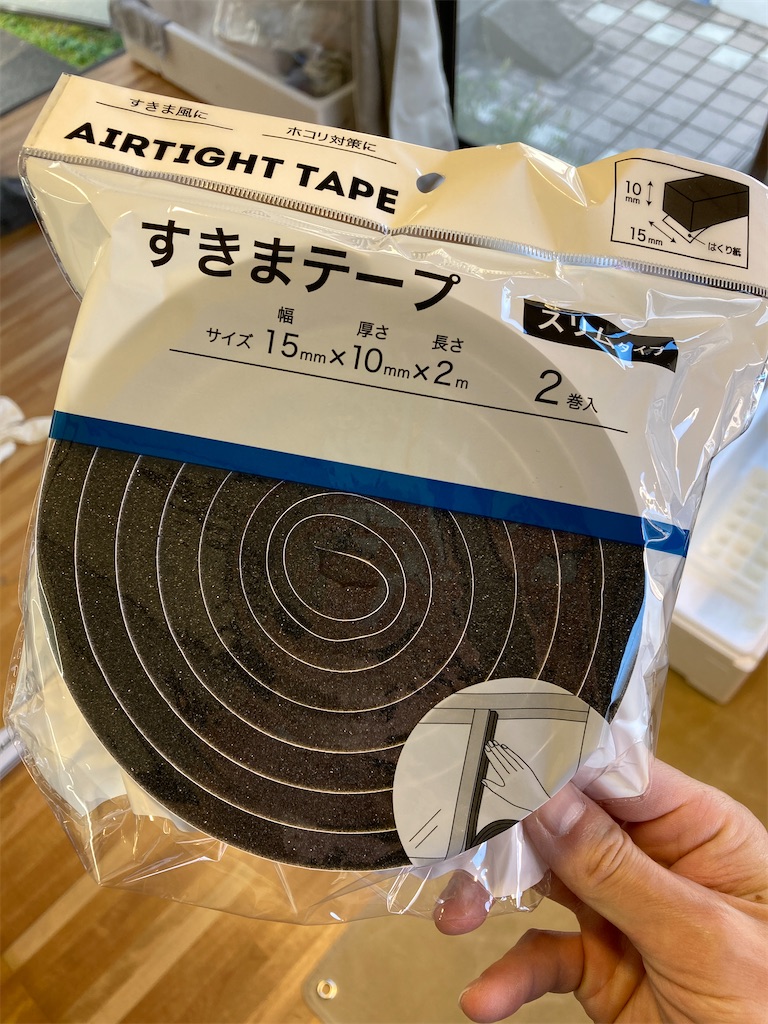 すきま風に
ホコリ対策に
AIRTIGHT TAPE
10mm
15mm
はくり紙
すきまテープ
スリムタイプ
幅 厚さ 長さ
サイズ 15mm×10mm×2m
2巻入